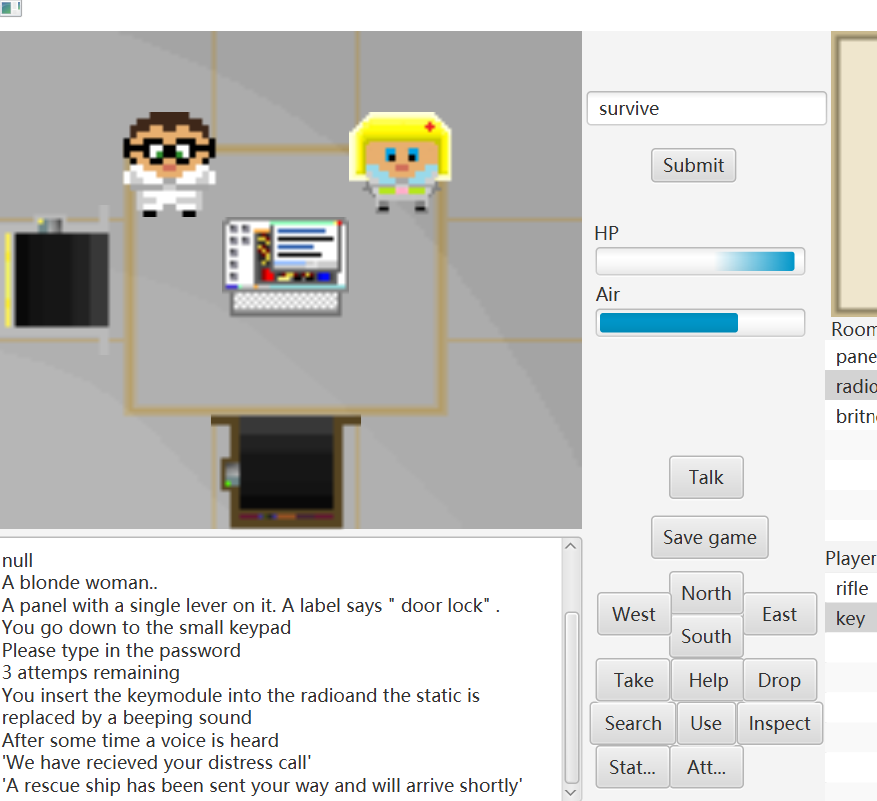 survive
Submit
HP
Air
Room
pane
radio
britn
Talk
Save game
Player
rifle
key
North
West
East
South
Take
Help
Drop
Search
Use
Inspect
Stat...
Att...
null
A blonde woman..
A panel with a single lever on it. A label says " door lock" .
You go down to the small keypad
Please type in the password
3 attemps remaining
You insert the keymodule into the radioand the static is
replaced by a beeping sound
After some time a voice is heard
'We have recieved your distress call'
'A rescue ship has been sent your way and will arrive shortly'